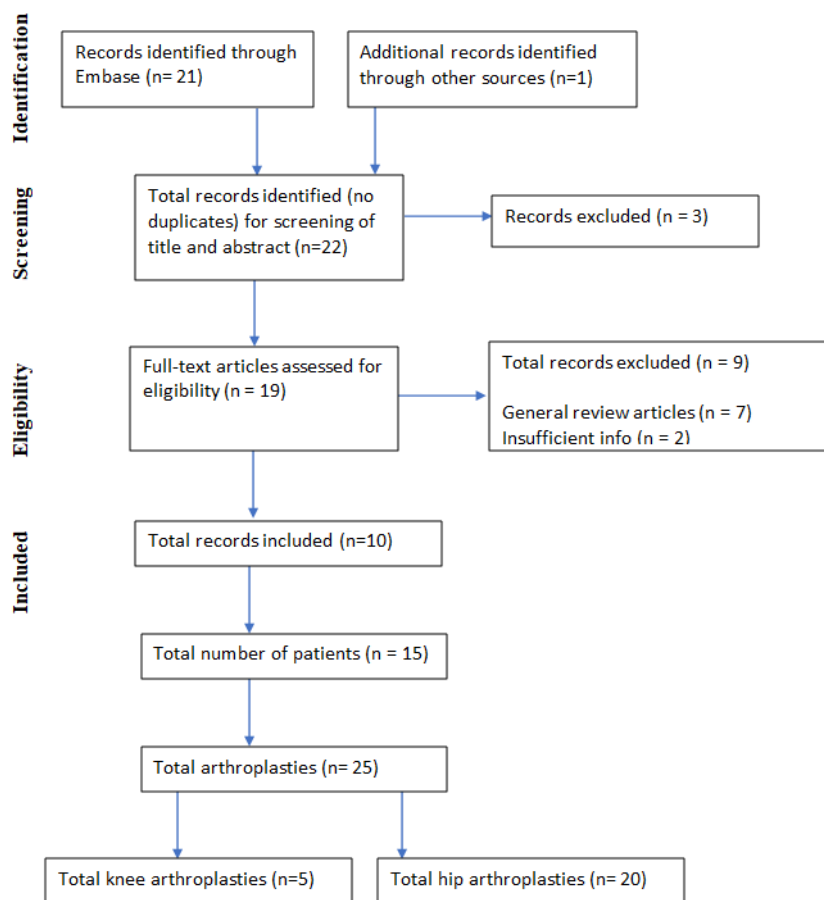 Identification
Records identified through
Embase (n= 21)
Additional records identified
through other sources (n=1)
Screening
Total records identified (no
duplicates) for screening of
title and abstract (n=22)
Records excluded (n = 3)
Eligibility
Full-text articles assessed for
eligibility (n = 19)
Total records excluded (n = 9)
General review articles (n = 7)
Insufficient info (n = 2)
Included
Total records included (n=10)
Total number of patients (n = 15)
Total arthroplasties (n= 25)
Total knee arthroplasties (n=5)
Total hip arthroplasties (n= 20)